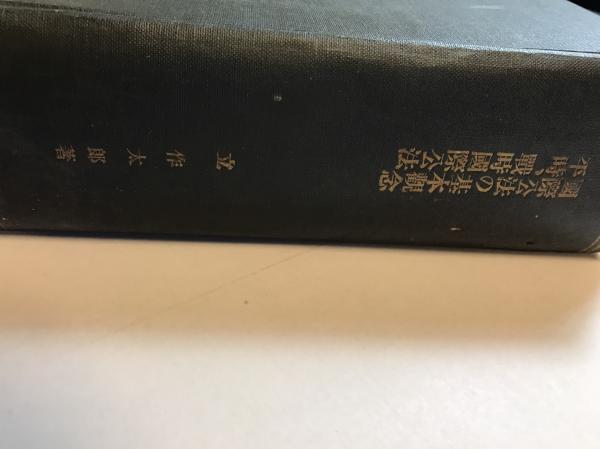 國際公法の基本觀念
平時、戰時國際公法
立作太郎著